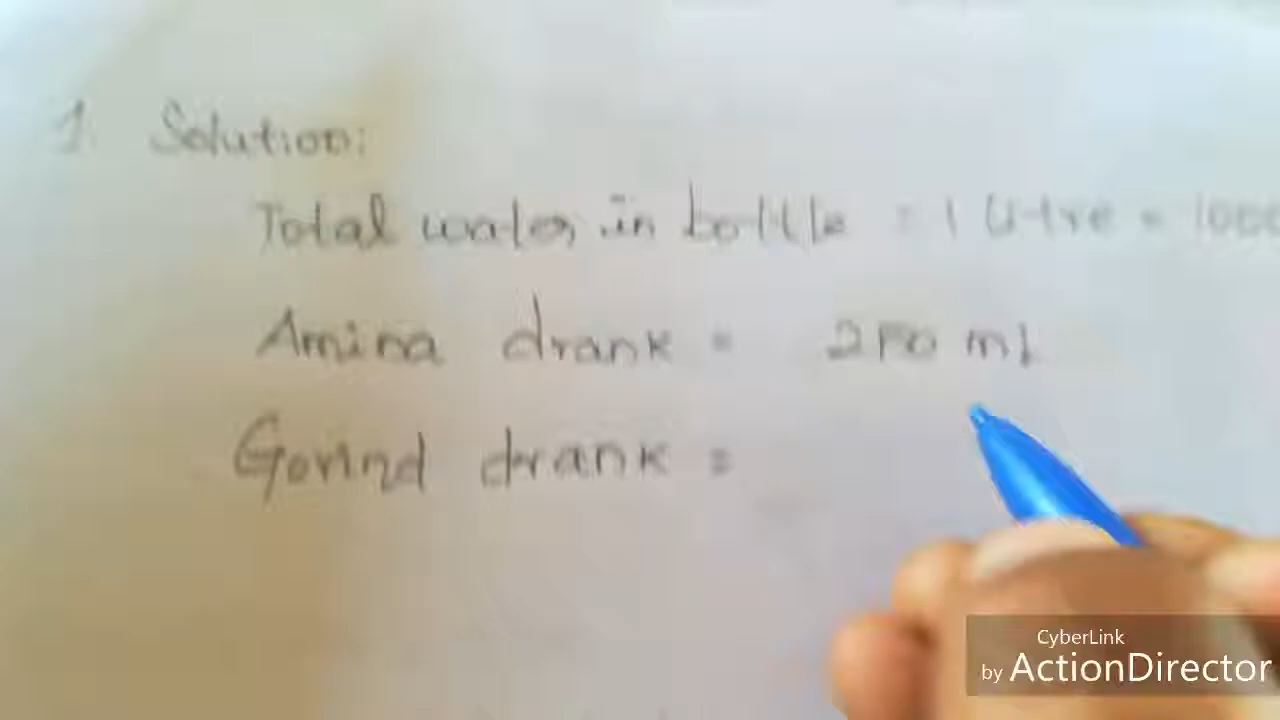 1. Solution:
Total water in bottle = 1 Litre = 1000
Amina drank = 250 ml
Govind drank =
CyberLink
by ActionDirector